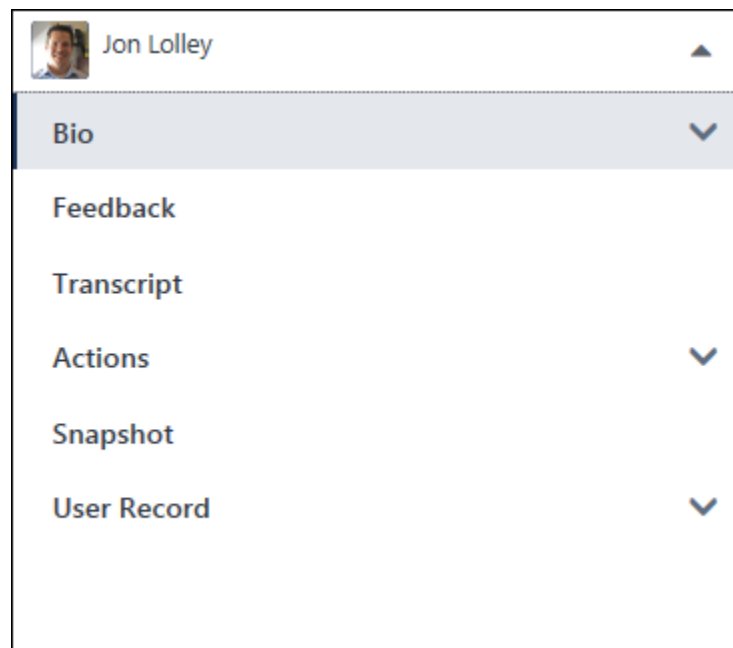 Jon Lolley
Bio
Feedback
Transcript
Actions
Snapshot
User Record